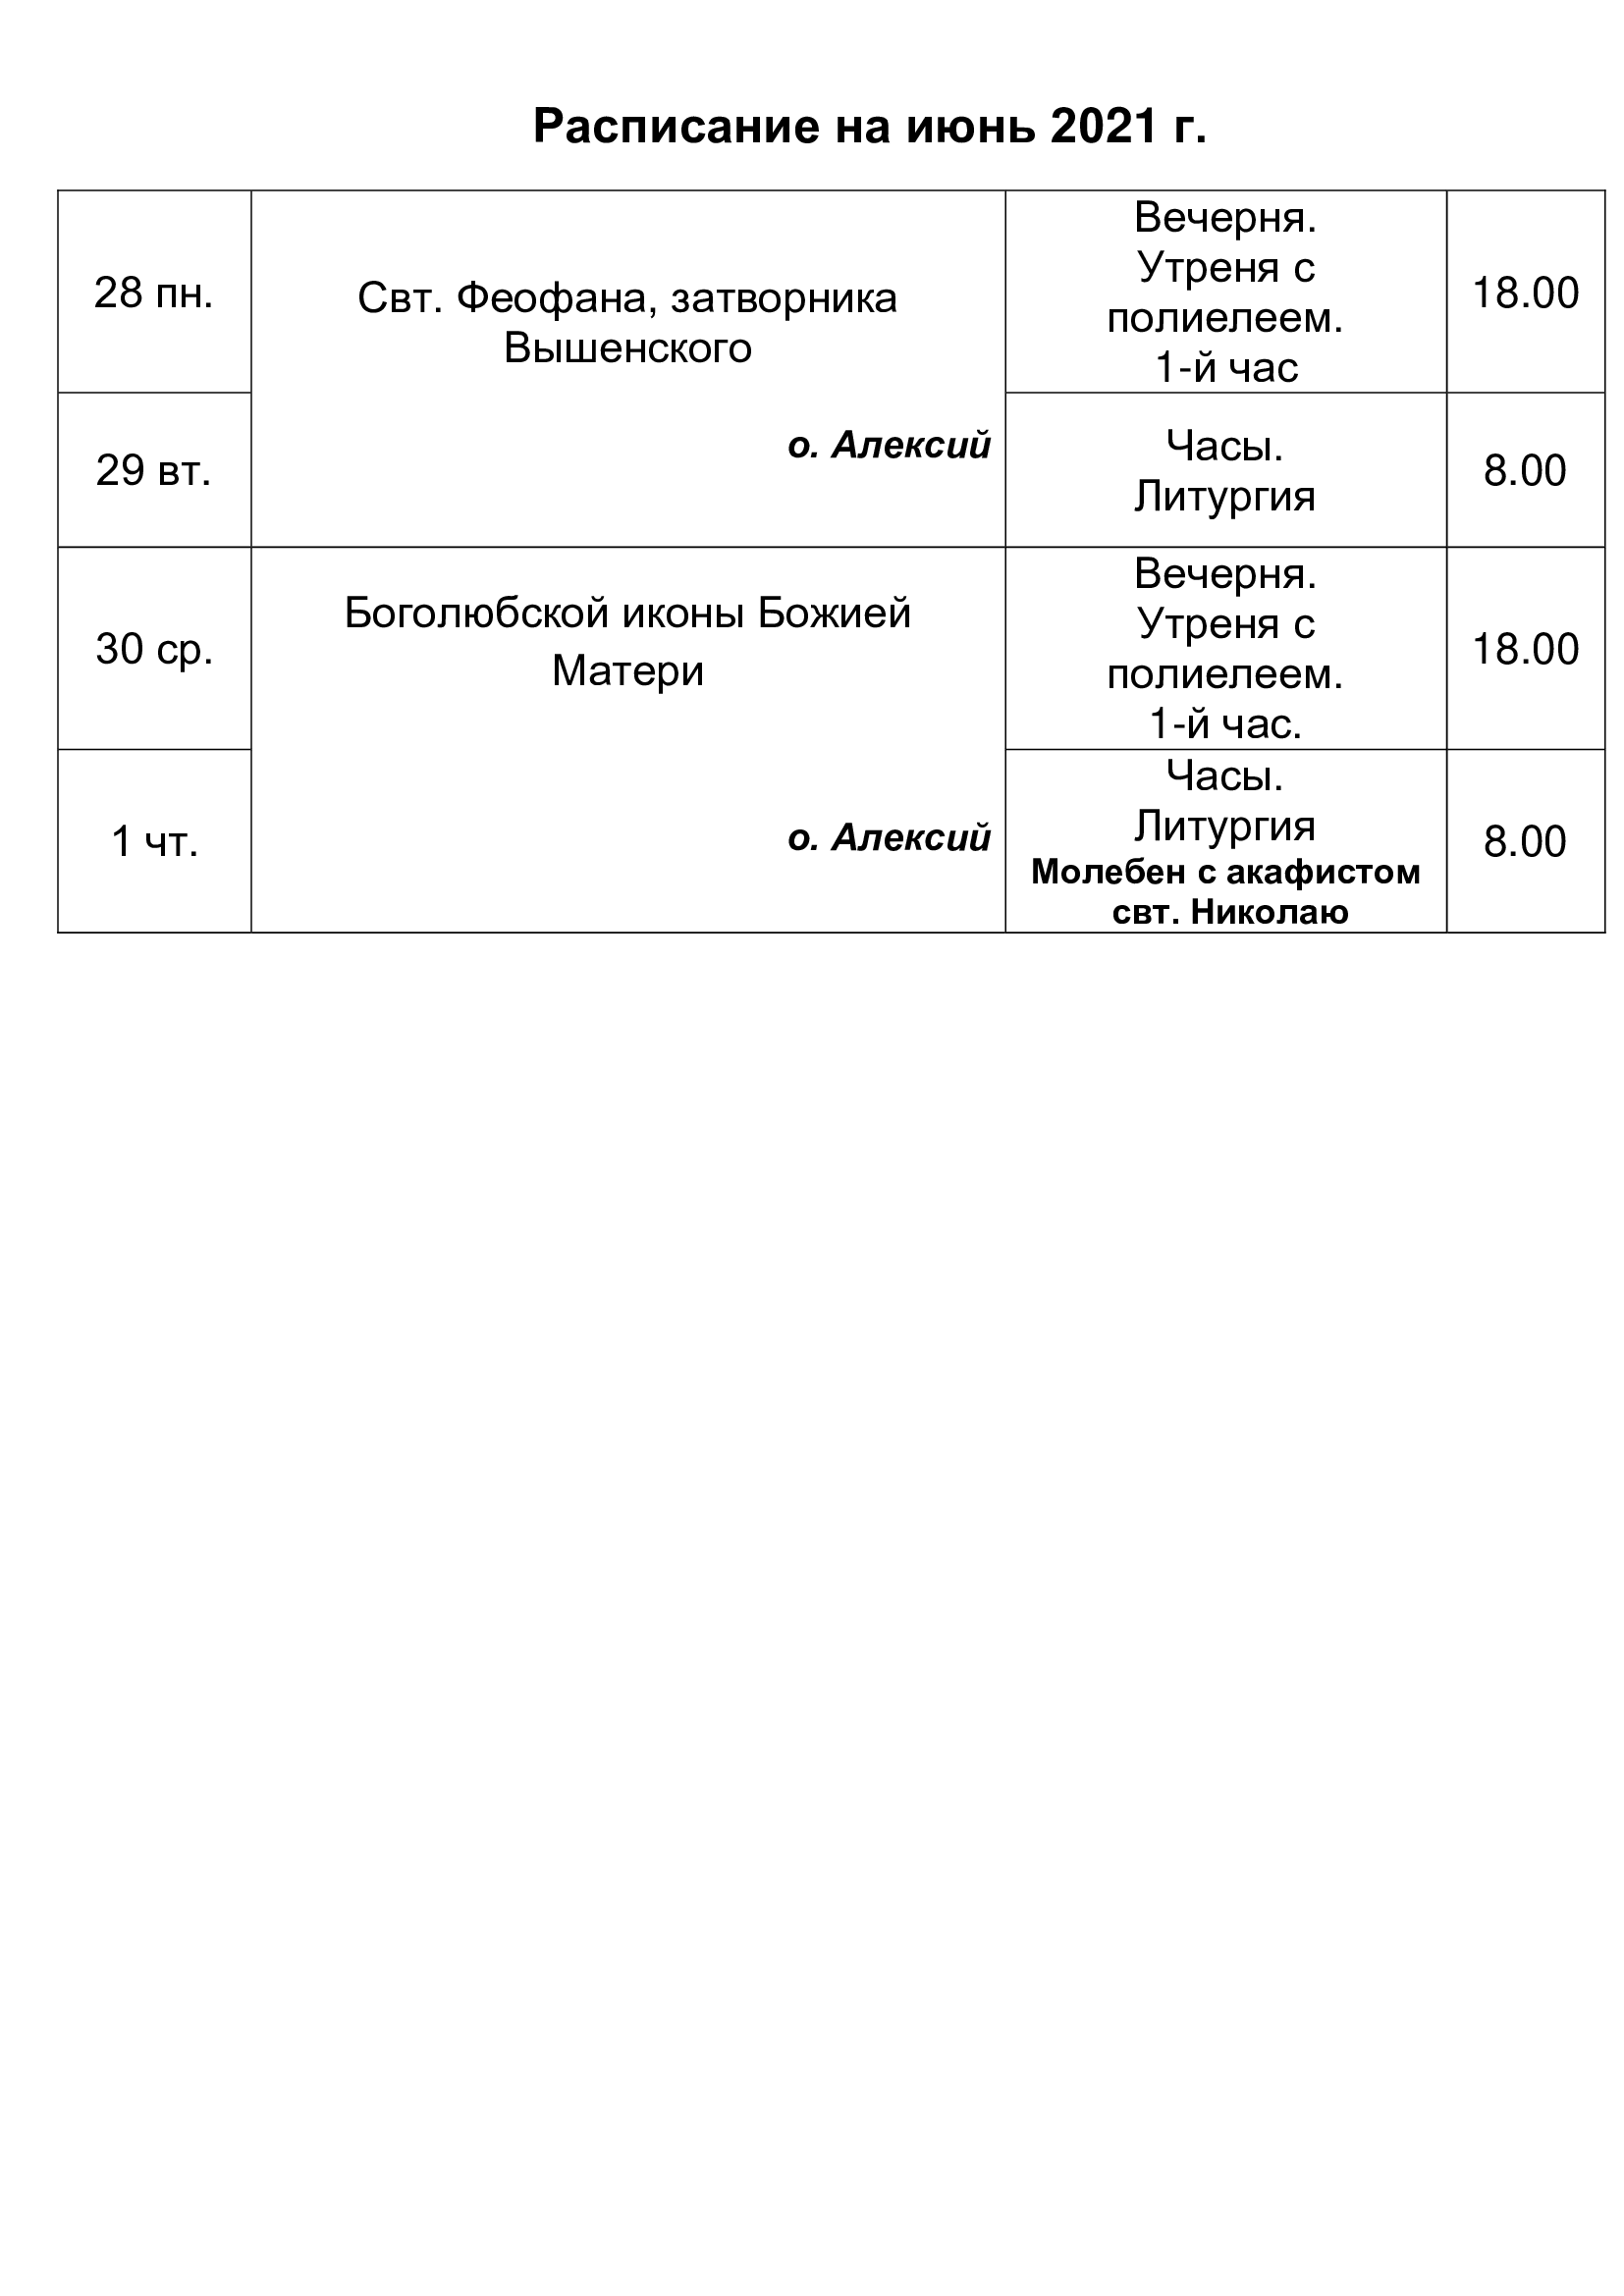 Расписание на июнь 2021 г.
28 пн.
Свт. Феофана, затворника
Вышенского
о. Алексий
Вечерня.
Утреня с
полиелеем.
1-й час
18.00
29 вт.
Часы.
Литургия
8.00
30 ср.
Боголюбской иконы Божией
Матери
о. Алексий
Вечерня.
Утреня с
полиелеем.
1-й час.
18.00
1 чт.
Часы.
Литургия
Молебен с акафистом
свт. Николаю
8.00